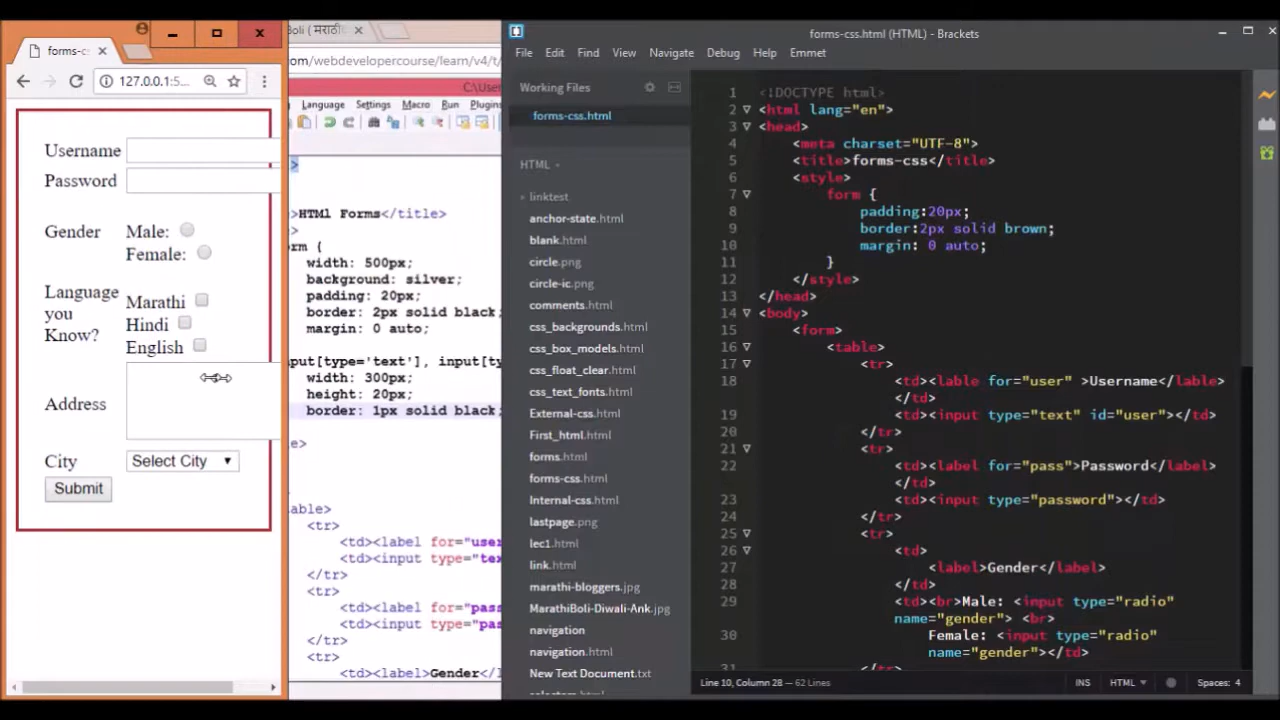 forms-cs
127.0.0.1:5...
Username
Password
Gender
Male:
Female:
Language
you
Know?
Marathi
Hindi
English
Address
City
Select City
Submit
Boli ( मराठी
om/webdevelopercourse/learn/v4/t/
C:\User
Language Settings Macro Run Plugins
>
>HTMl Forms</title>
orm {
width: 500px;
background: silver;
padding: 20px;
border: 2px solid black;
margin: 0 auto;
nput[type='text'], input[t
width: 300px;
height: 20px;
border: 1px solid black;
e>
able>
<tr>
<td><label for="use
<td><input type="tex
</tr>
<tr>
<td><label for="pass
<td><input type="pas
</tr>
<tr>
<td><label>Gender</l
forms-css.html (HTML) - Brackets
File Edit Find View Navigate Debug Help Emmet
Working Files
forms-css.html
HTML
linktest
anchor-state.html
blank.html
circle.png
circle-ic.png
comments.html
css_backgrounds.html
css_box_models.html
css_float_clear.html
css_text_fonts.html
External-css.html
First_html.html
forms.html
forms-css.html
Internal-css.html
lastpage.png
lec1.html
link.html
marathi-bloggers.jpg
MarathiBoli-Diwali-Ank.jpg
navigation
navigation.html
New Text Document.txt
1 <!DOCTYPE html>
2 <html lang="en">
3 <head>
4 <meta charset="UTF-8">
5 <title>forms-css</title>
6 <style>
7 form {
8 padding:20px;
9 border:2px solid brown;
10 margin: 0 auto;
11 }
12 </style>
13 </head>
14 <body>
15 <form>
16 <table>
17 <tr>
18 <td><lable for="user" >Username</lable>
</td>
19 <td><input type="text" id="user"></td>
20 </tr>
21 <tr>
22 <td><label for="pass">Password</label>
</td>
23 <td><input type="password"></td>
24 </tr>
25 <tr>
26 <td>
27 <label>Gender</label>
28 </td>
29 <td><br>Male: <input type="radio"
name="gender"> <br>
30 Female: <input type="radio"
name="gender"></td>
31 </tr>
Line 10, Column 28 — 62 Lines
INS HTML Spaces: 4